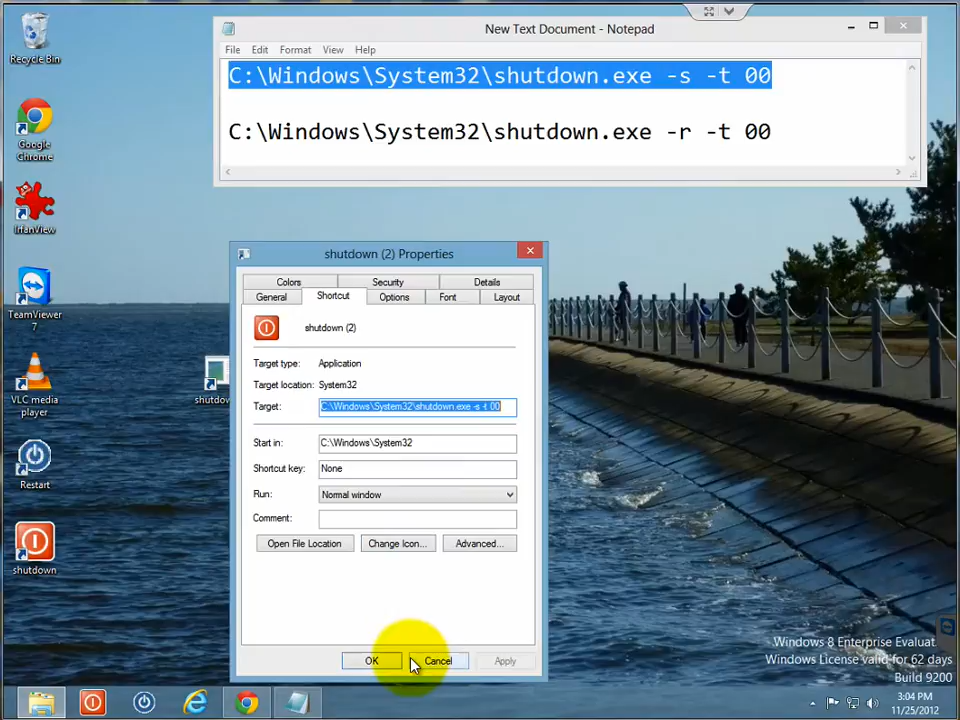 New Text Document - Notepad
File Edit Format View Help
C:\Windows\System32\shutdown.exe -s -t 00
C:\Windows\System32\shutdown.exe -r -t 00
Recycle Bin
Google
Chrome
IrfanView
TeamViewer
7
VLC media
player
Restart
shutdown
shutdow
shutdown (2) Properties
Colors Security Details
General Shortcut Options Font Layout
shutdown (2)
Target type: Application
Target location: System32
Target: C:\Windows\System32\shutdown.exe -s -t 00
Start in: C:\Windows\System32
Shortcut key: None
Run: Normal window
Comment:
Open File Location Change Icon... Advanced...
OK Cancel Apply
Windows 8 Enterprise Evaluat
Windows License valid for 62 days
Build 9200
3:04 PM
11/25/2012